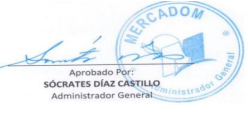 MERCADOM
Aprobado Por:
SÓCRATES DÍAZ CASTILLO
Administrador General
Administrador General